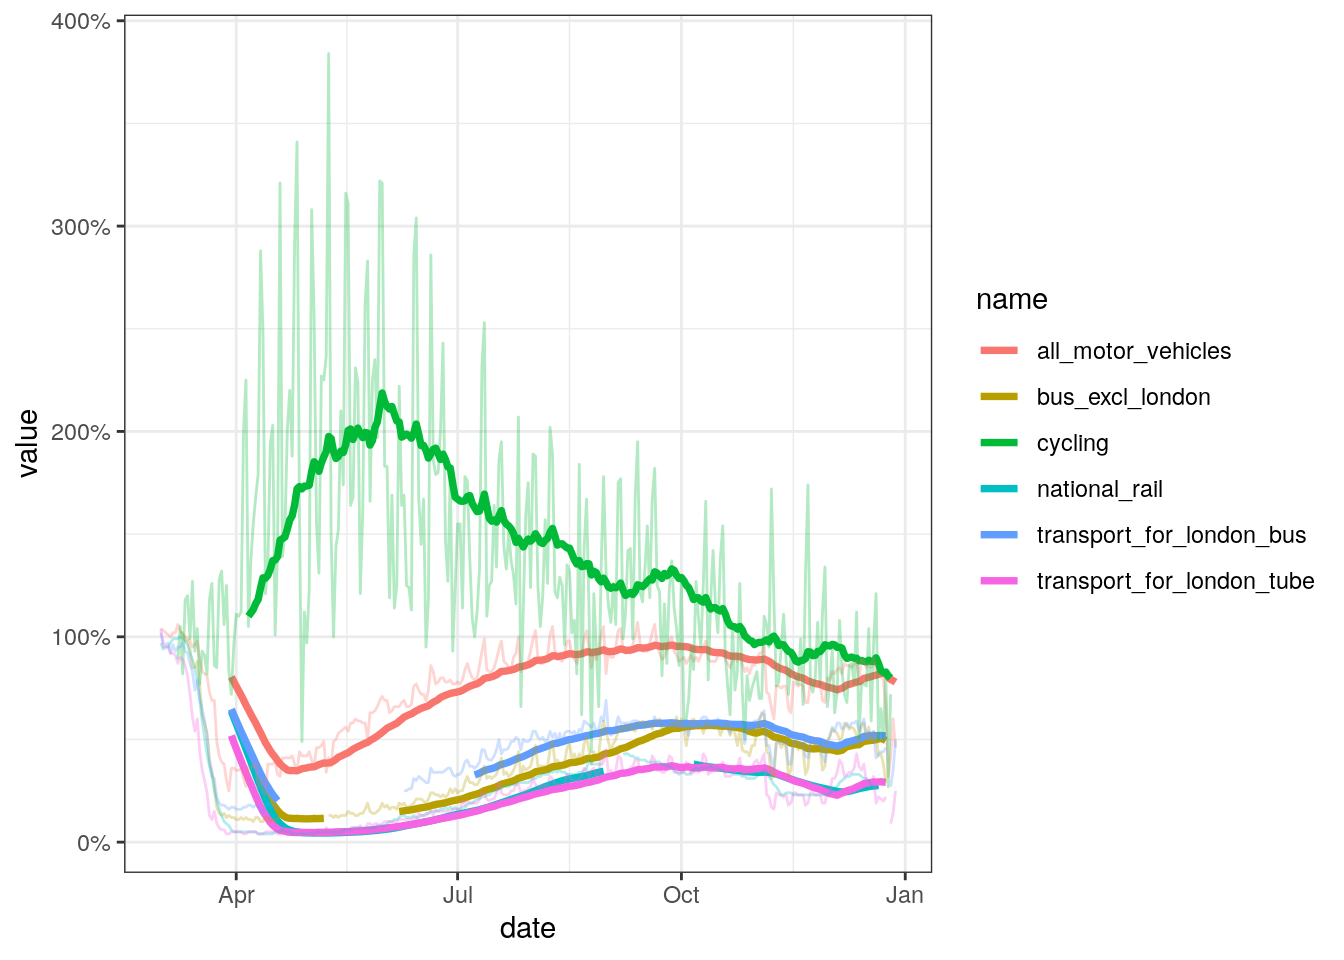 400%
300%
200%
100%
0%
value
Apr
Jul
Oct
Jan
date
name
all_motor_vehicles
bus_excl_london
cycling
national_rail
transport_for_london_bus
transport_for_london_tube